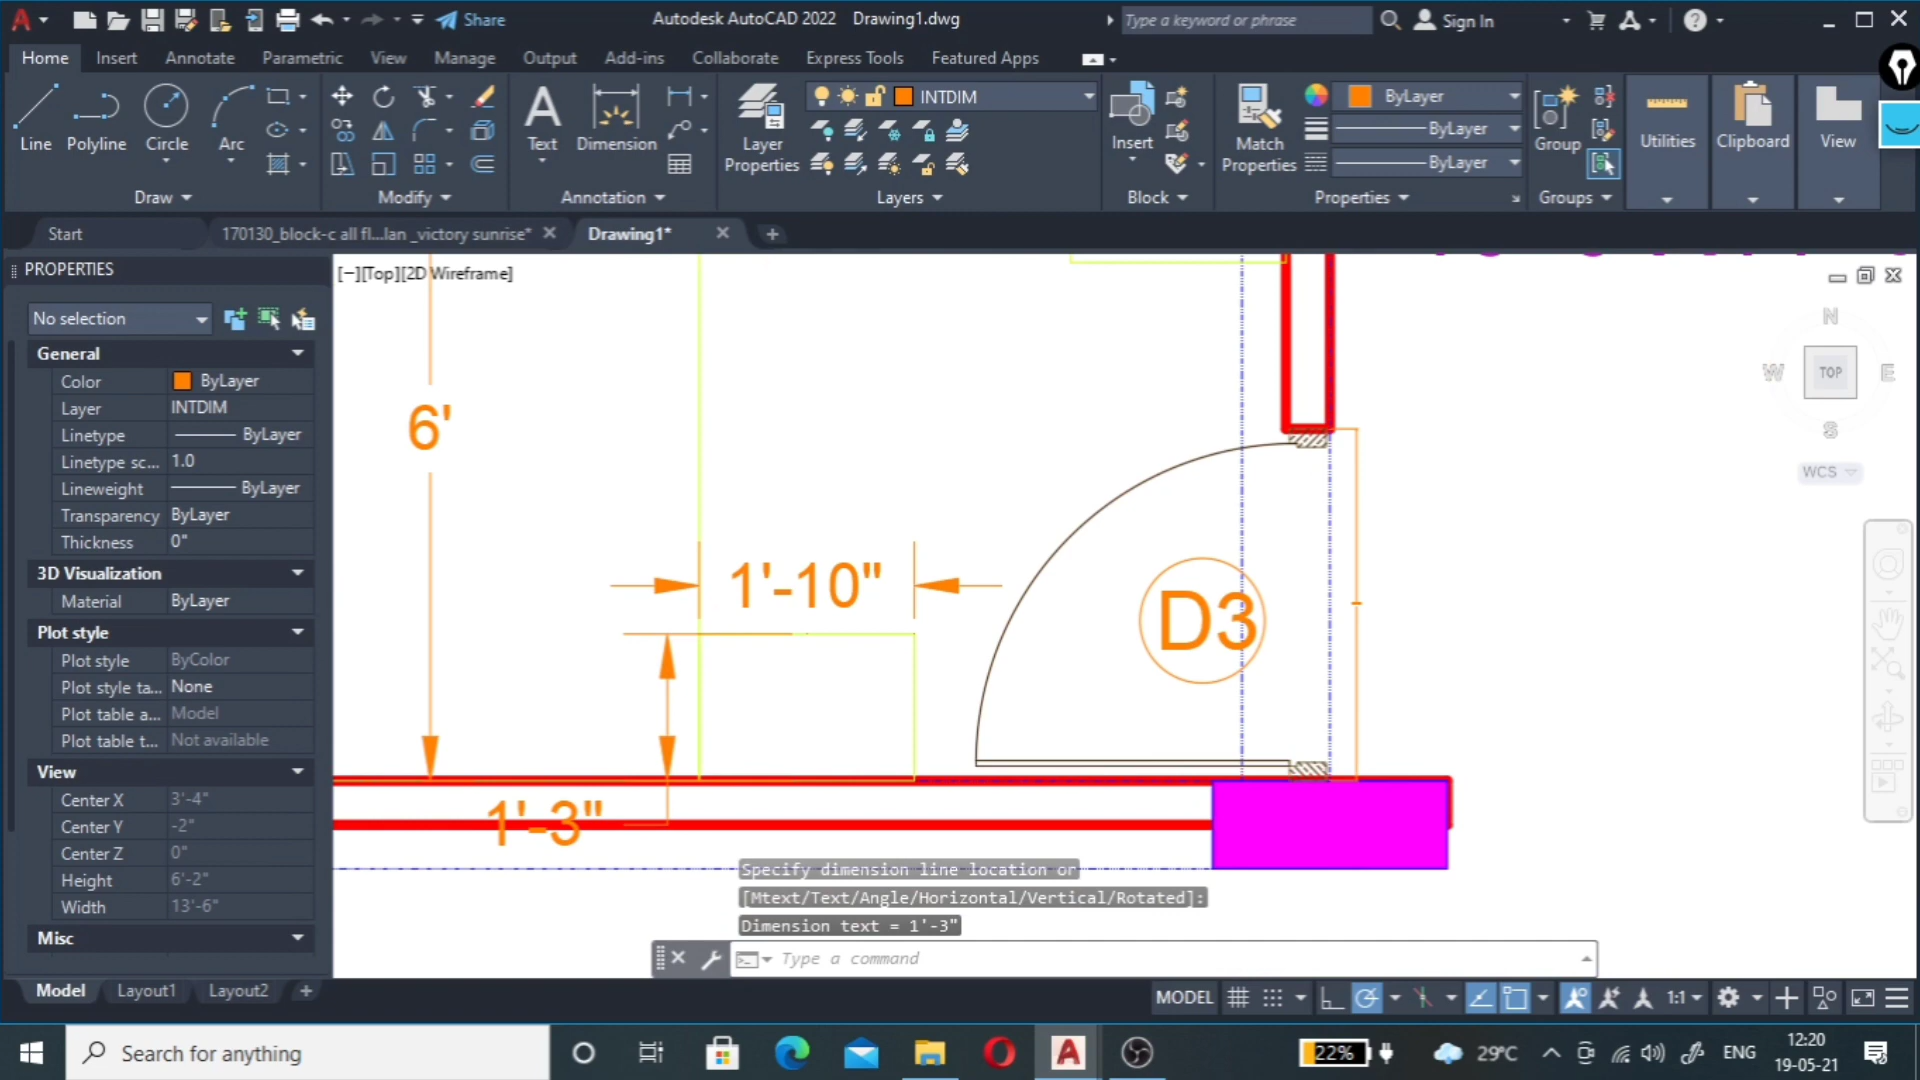 Share
Autodesk AutoCAD 2022 Drawing1.dwg
Type a keyword or phrase
Sign In
Home Insert Annotate Parametric View Manage Output Add-ins Collaborate Express Tools Featured Apps
Line Polyline Circle Arc
Draw
Modify
Text Dimension
Annotation
Layer Properties
INTDIM
Layers
Insert
Block
Match Properties
ByLayer
ByLayer
ByLayer
Properties
Group
Groups
Utilities
Clipboard
View
Start
170130_block-c all fl...lan _victory sunrise*
Drawing1*
PROPERTIES
No selection
General
Color ByLayer
Layer INTDIM
Linetype ByLayer
Linetype sc... 1.0
Lineweight ByLayer
Transparency ByLayer
Thickness 0"
3D Visualization
Material ByLayer
Plot style
Plot style ByColor
Plot style ta... None
Plot table a... Model
Plot table t... Not available
View
Center X 3'-4"
Center Y -2"
Center Z 0"
Height 6'-2"
Width 13'-6"
Misc
[−][Top][2D Wireframe]
N
W TOP E
S
WCS
6'
1'-10"
D3
1'-3"
Specify dimension line location or
[Mtext/Text/Angle/Horizontal/Vertical/Rotated]:
Dimension text = 1'-3"
Type a command
Model Layout1 Layout2
MODEL
1:1
Search for anything
22%
29°C
ENG
12:20
19-05-21